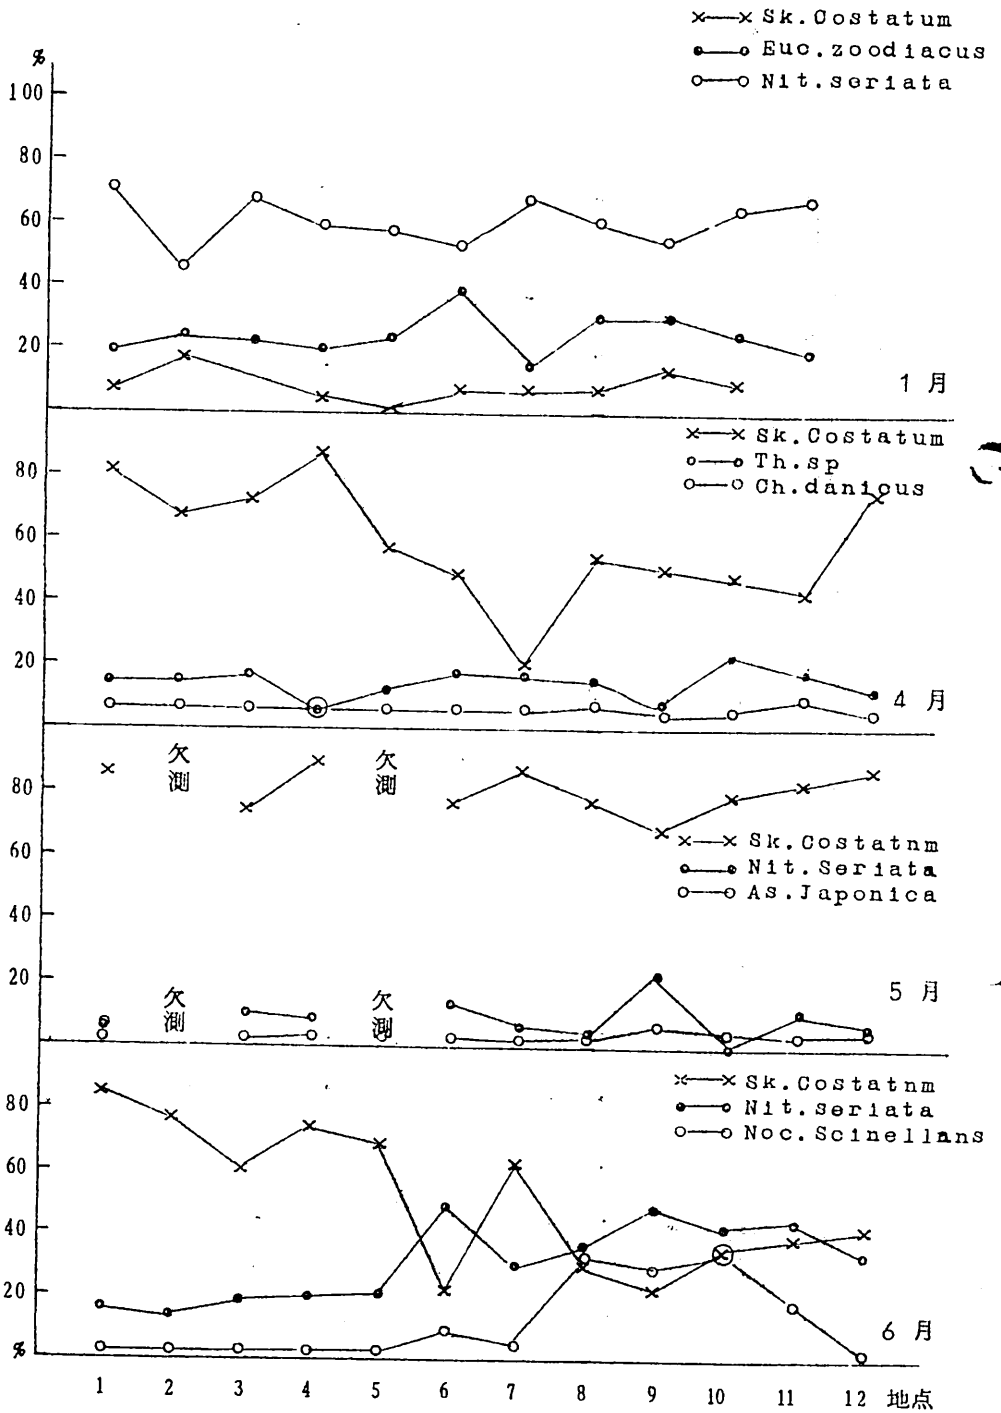 Sk.Costatum
Euc.zoodiacus
Nit.seriata
%
100
80
60
40
20
1 月
Sk.Costatum
Th.sp
Ch.danicus
80
60
40
20
4 月
欠測
欠測
80
60
40
20
Sk.Costatnm
Nit.Seriata
As.Japonica
欠測
欠測
5 月
Sk.Costatnm
Nit.seriata
Noc.Scinellans
80
60
40
20
%
6 月
1 2 3 4 5 6 7 8 9 10 11 12 地点